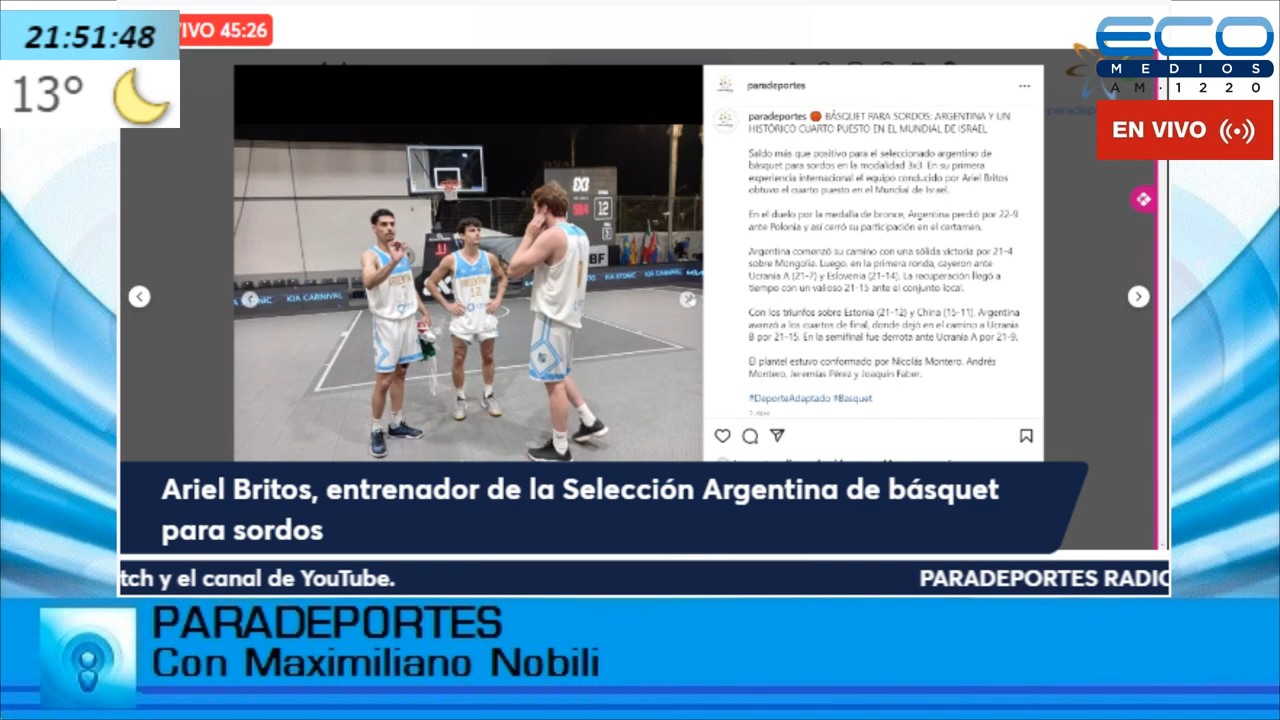 21:51:48
VIVO 45:26
13°
ECO
MEDIOS
AM·1220
EN VIVO
paradeportes
paradeportes BÁSQUET PARA SORDOS: ARGENTINA Y UN
HISTÓRICO CUARTO PUESTO EN EL MUNDIAL DE ISRAEL
Saldo más que positivo para el seleccionado argentino de
básquet para sordos en la modalidad 3x3. En su primera
experiencia internacional el equipo conducido por Ariel Britos
obtuvo el cuarto puesto en el Mundial de Israel.
En el duelo por la medalla de bronce, Argentina perdió por 22-9
ante Polonia y así cerró su participación en el certamen.
Argentina comenzó su camino con una sólida victoria por 21-4
sobre Mongolia. Luego, en la primera ronda, cayeron ante
Ucrania A (21-7) y Eslovenia (21-14). La recuperación llegó a
tiempo con un valioso 21-15 ante el conjunto local.
Con los triunfos sobre Estonia (21-12) y China (15-11), Argentina
avanzó a los cuartos de final, donde dejó en el camino a Ucrania
B por 21-15. En la semifinal fue derrota ante Ucrania A por 21-9.
El plantel estuvo conformado por Nicolás Montero, Andrés
Montero, Jeremías Pérez y Joaquín Faber.
#DeporteAdaptado #Basquet
KIA CARNIVAL
12
12
Ariel Britos, entrenador de la Selección Argentina de básquet
para sordos
tch y el canal de YouTube.
PARADEPORTES RADIO
PARADEPORTES
Con Maximiliano Nobili